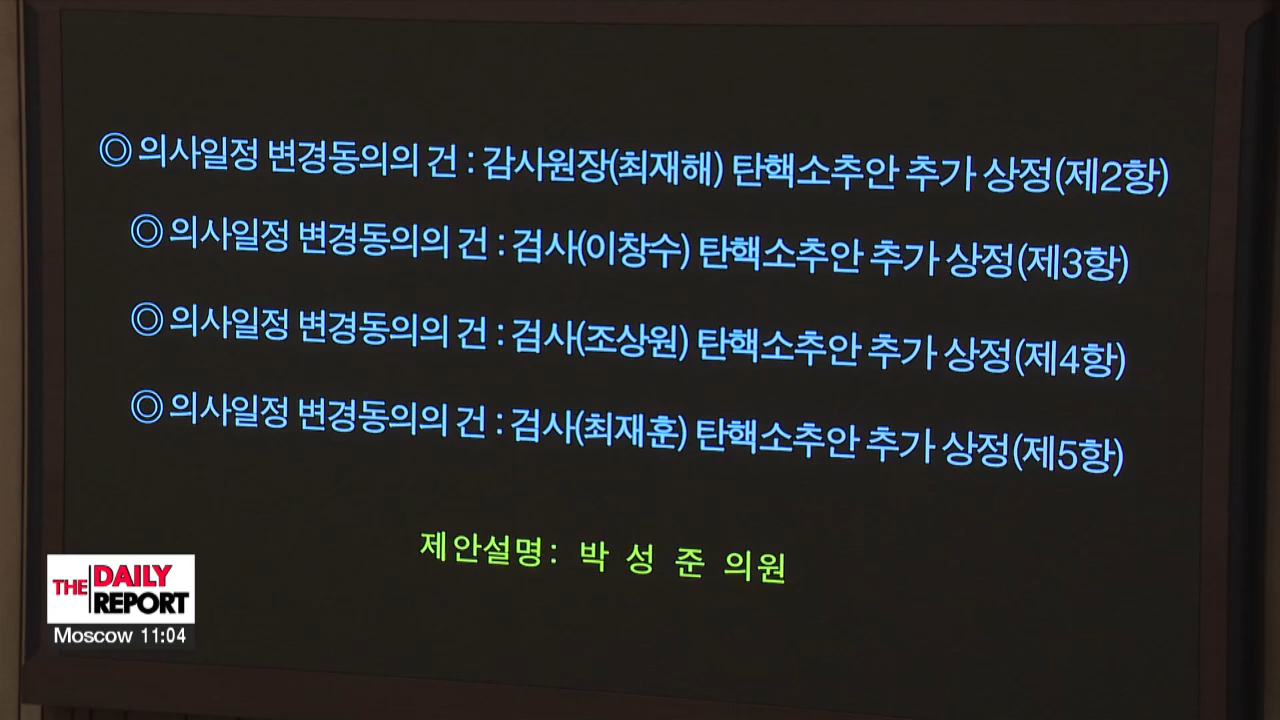 ◎ 의사일정 변경동의의 건 : 감사원장(최재해) 탄핵소추안 추가 상정(제2항)
◎ 의사일정 변경동의의 건 : 검사(이창수) 탄핵소추안 추가 상정(제3항)
◎ 의사일정 변경동의의 건 : 검사(조상원) 탄핵소추안 추가 상정(제4항)
◎ 의사일정 변경동의의 건 : 검사(최재훈) 탄핵소추안 추가 상정(제5항)
제안설명: 박 성 준 의원
THE DAILY
REPORT
Moscow 11:04